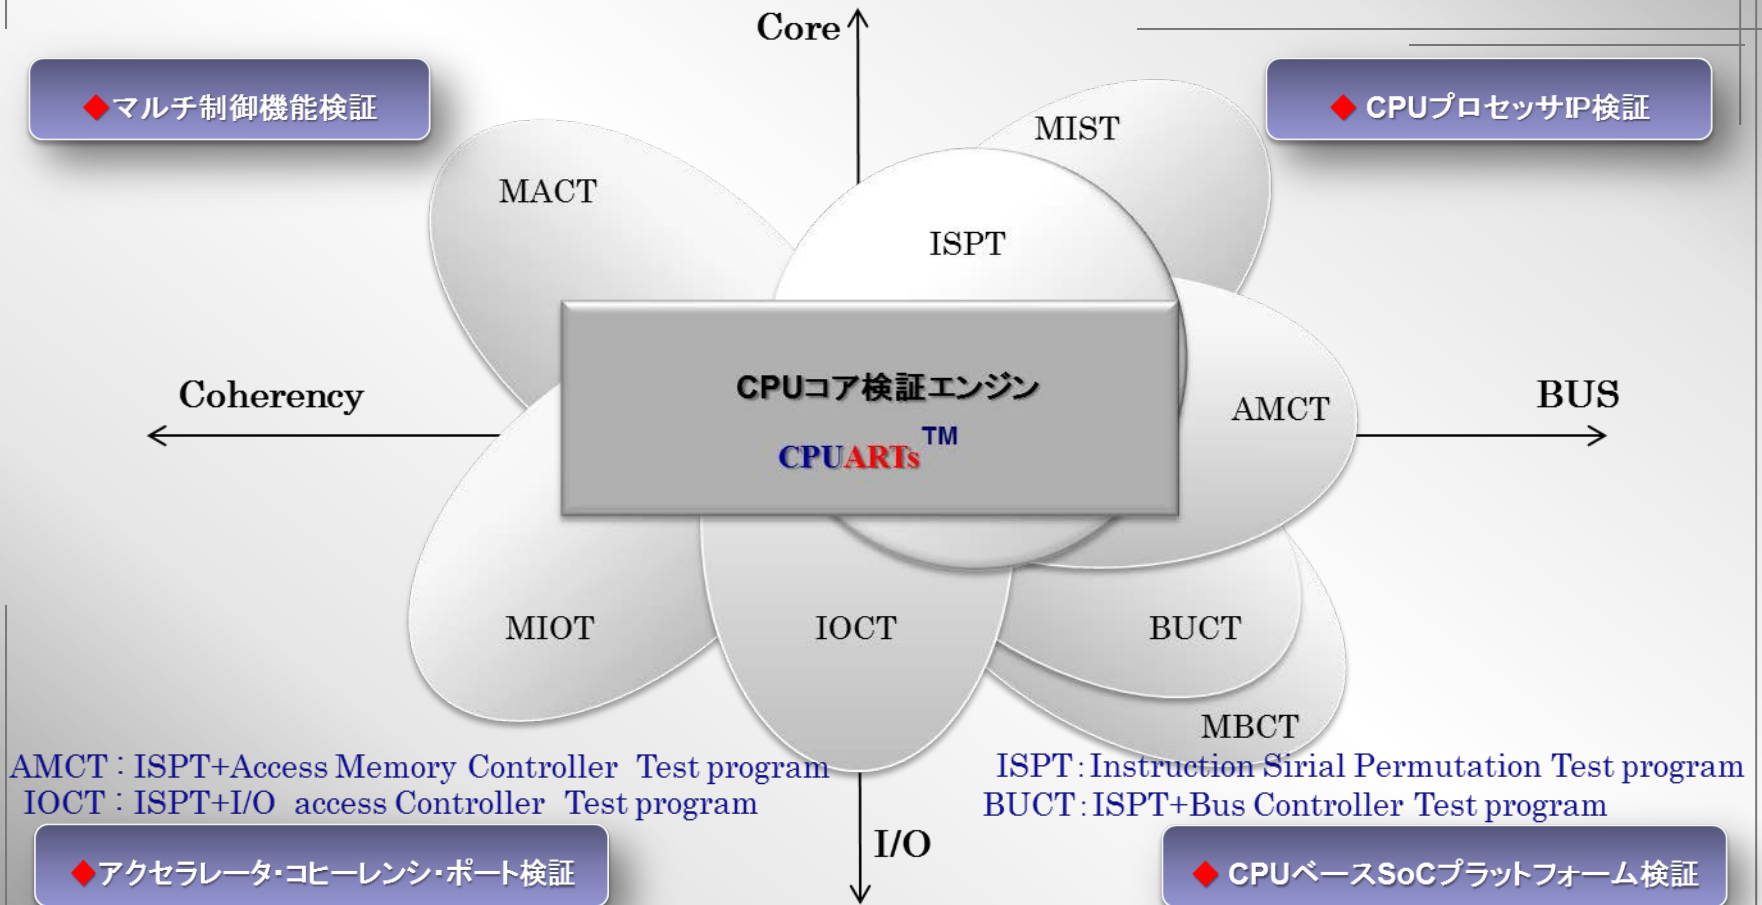 Core
◆マルチ制御機能検証
◆ CPUプロセッサIP検証
MIST
MACT
ISPT
CPUコア検証エンジン
CPUARTs™
Coherency
BUS
AMCT
MIOT
IOCT
BUCT
MBCT
AMCT：ISPT+Access Memory Controller Test program
ISPT:Instruction Sirial Permutation Test program
IOCT：ISPT+I/O access Controller Test program
BUCT:ISPT+Bus Controller Test program
I/O
◆アクセラレータ・コヒーレンシ・ポート検証
◆ CPUベースSoCプラットフォーム検証